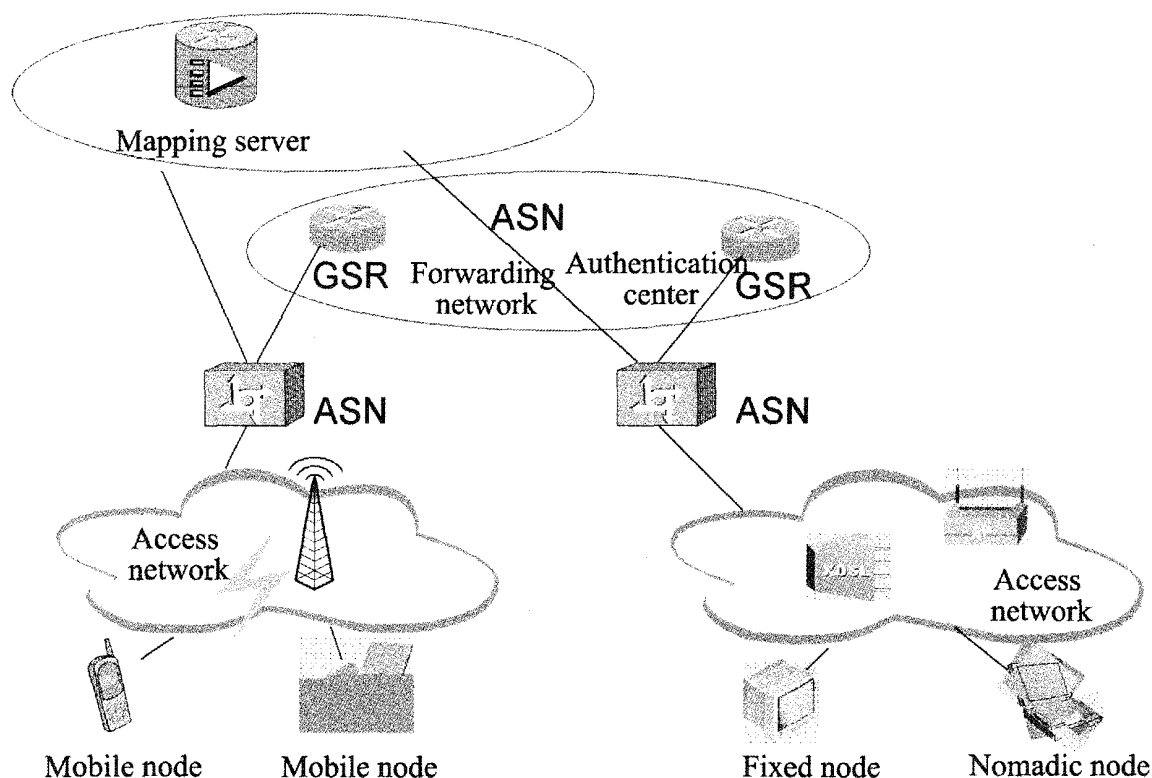 Mapping server
ASN
GSR
Forwarding
network
Authentication
center
GSR
ASN
ASN
Access
network
XDSL
Access
network
Mobile node
Mobile node
Fixed node
Nomadic node